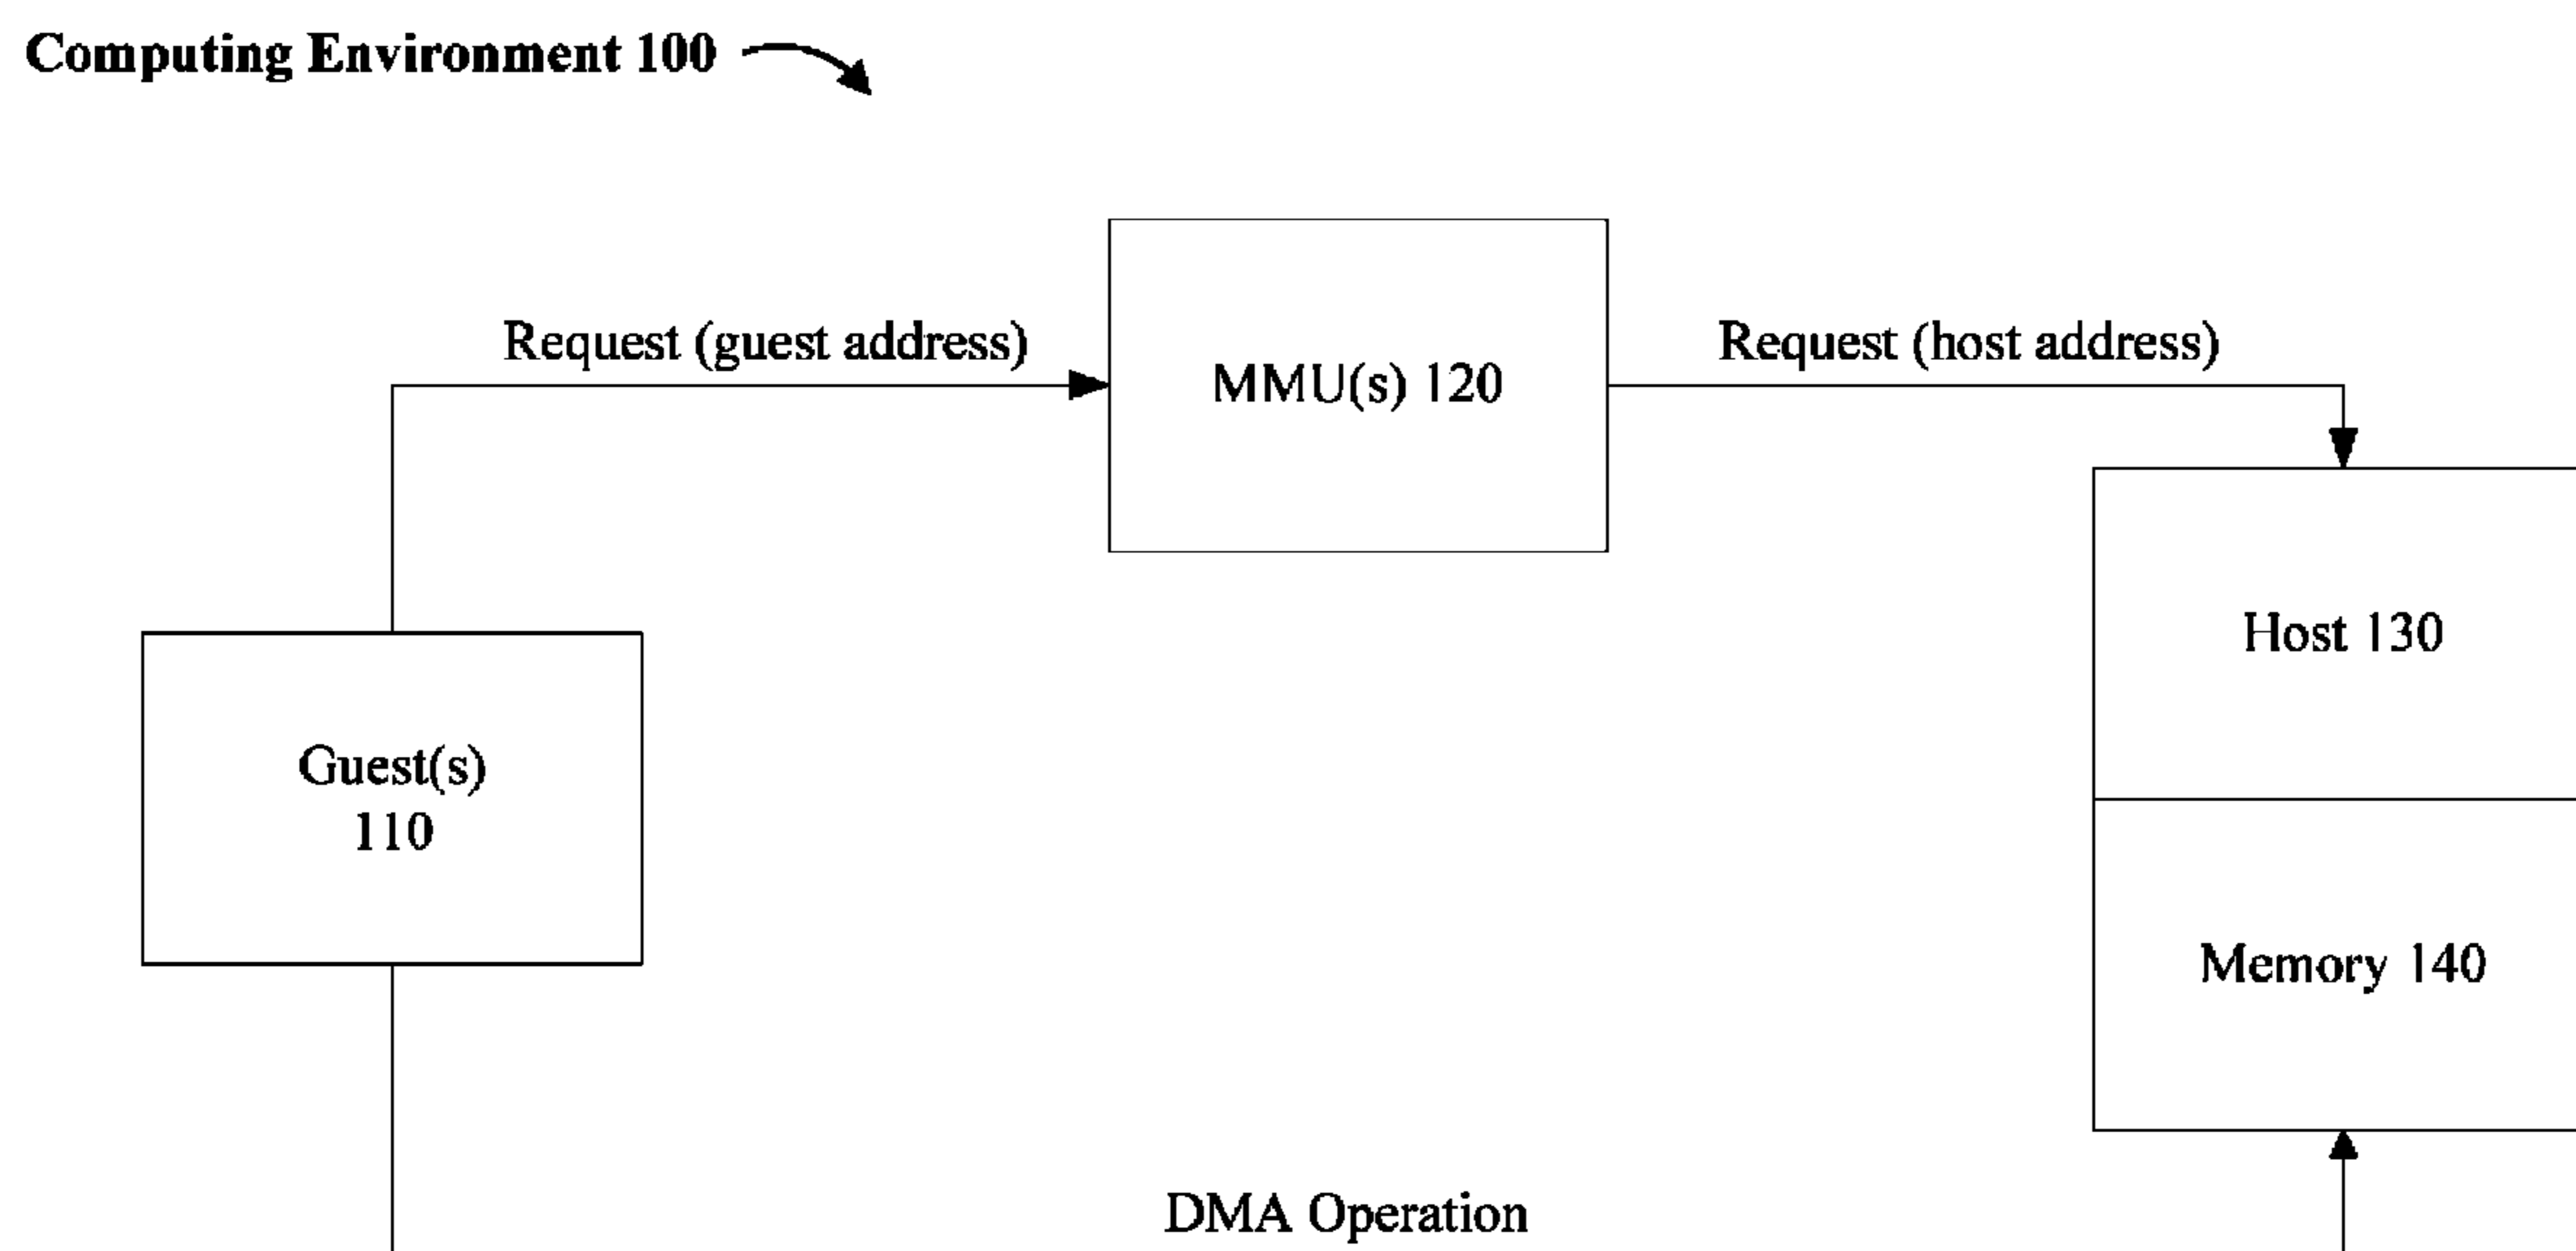 Computing Environment 100
Request (guest address)
MMU(s) 120
Request (host address)
Host 130
Guest(s)
110
Memory 140
DMA Operation